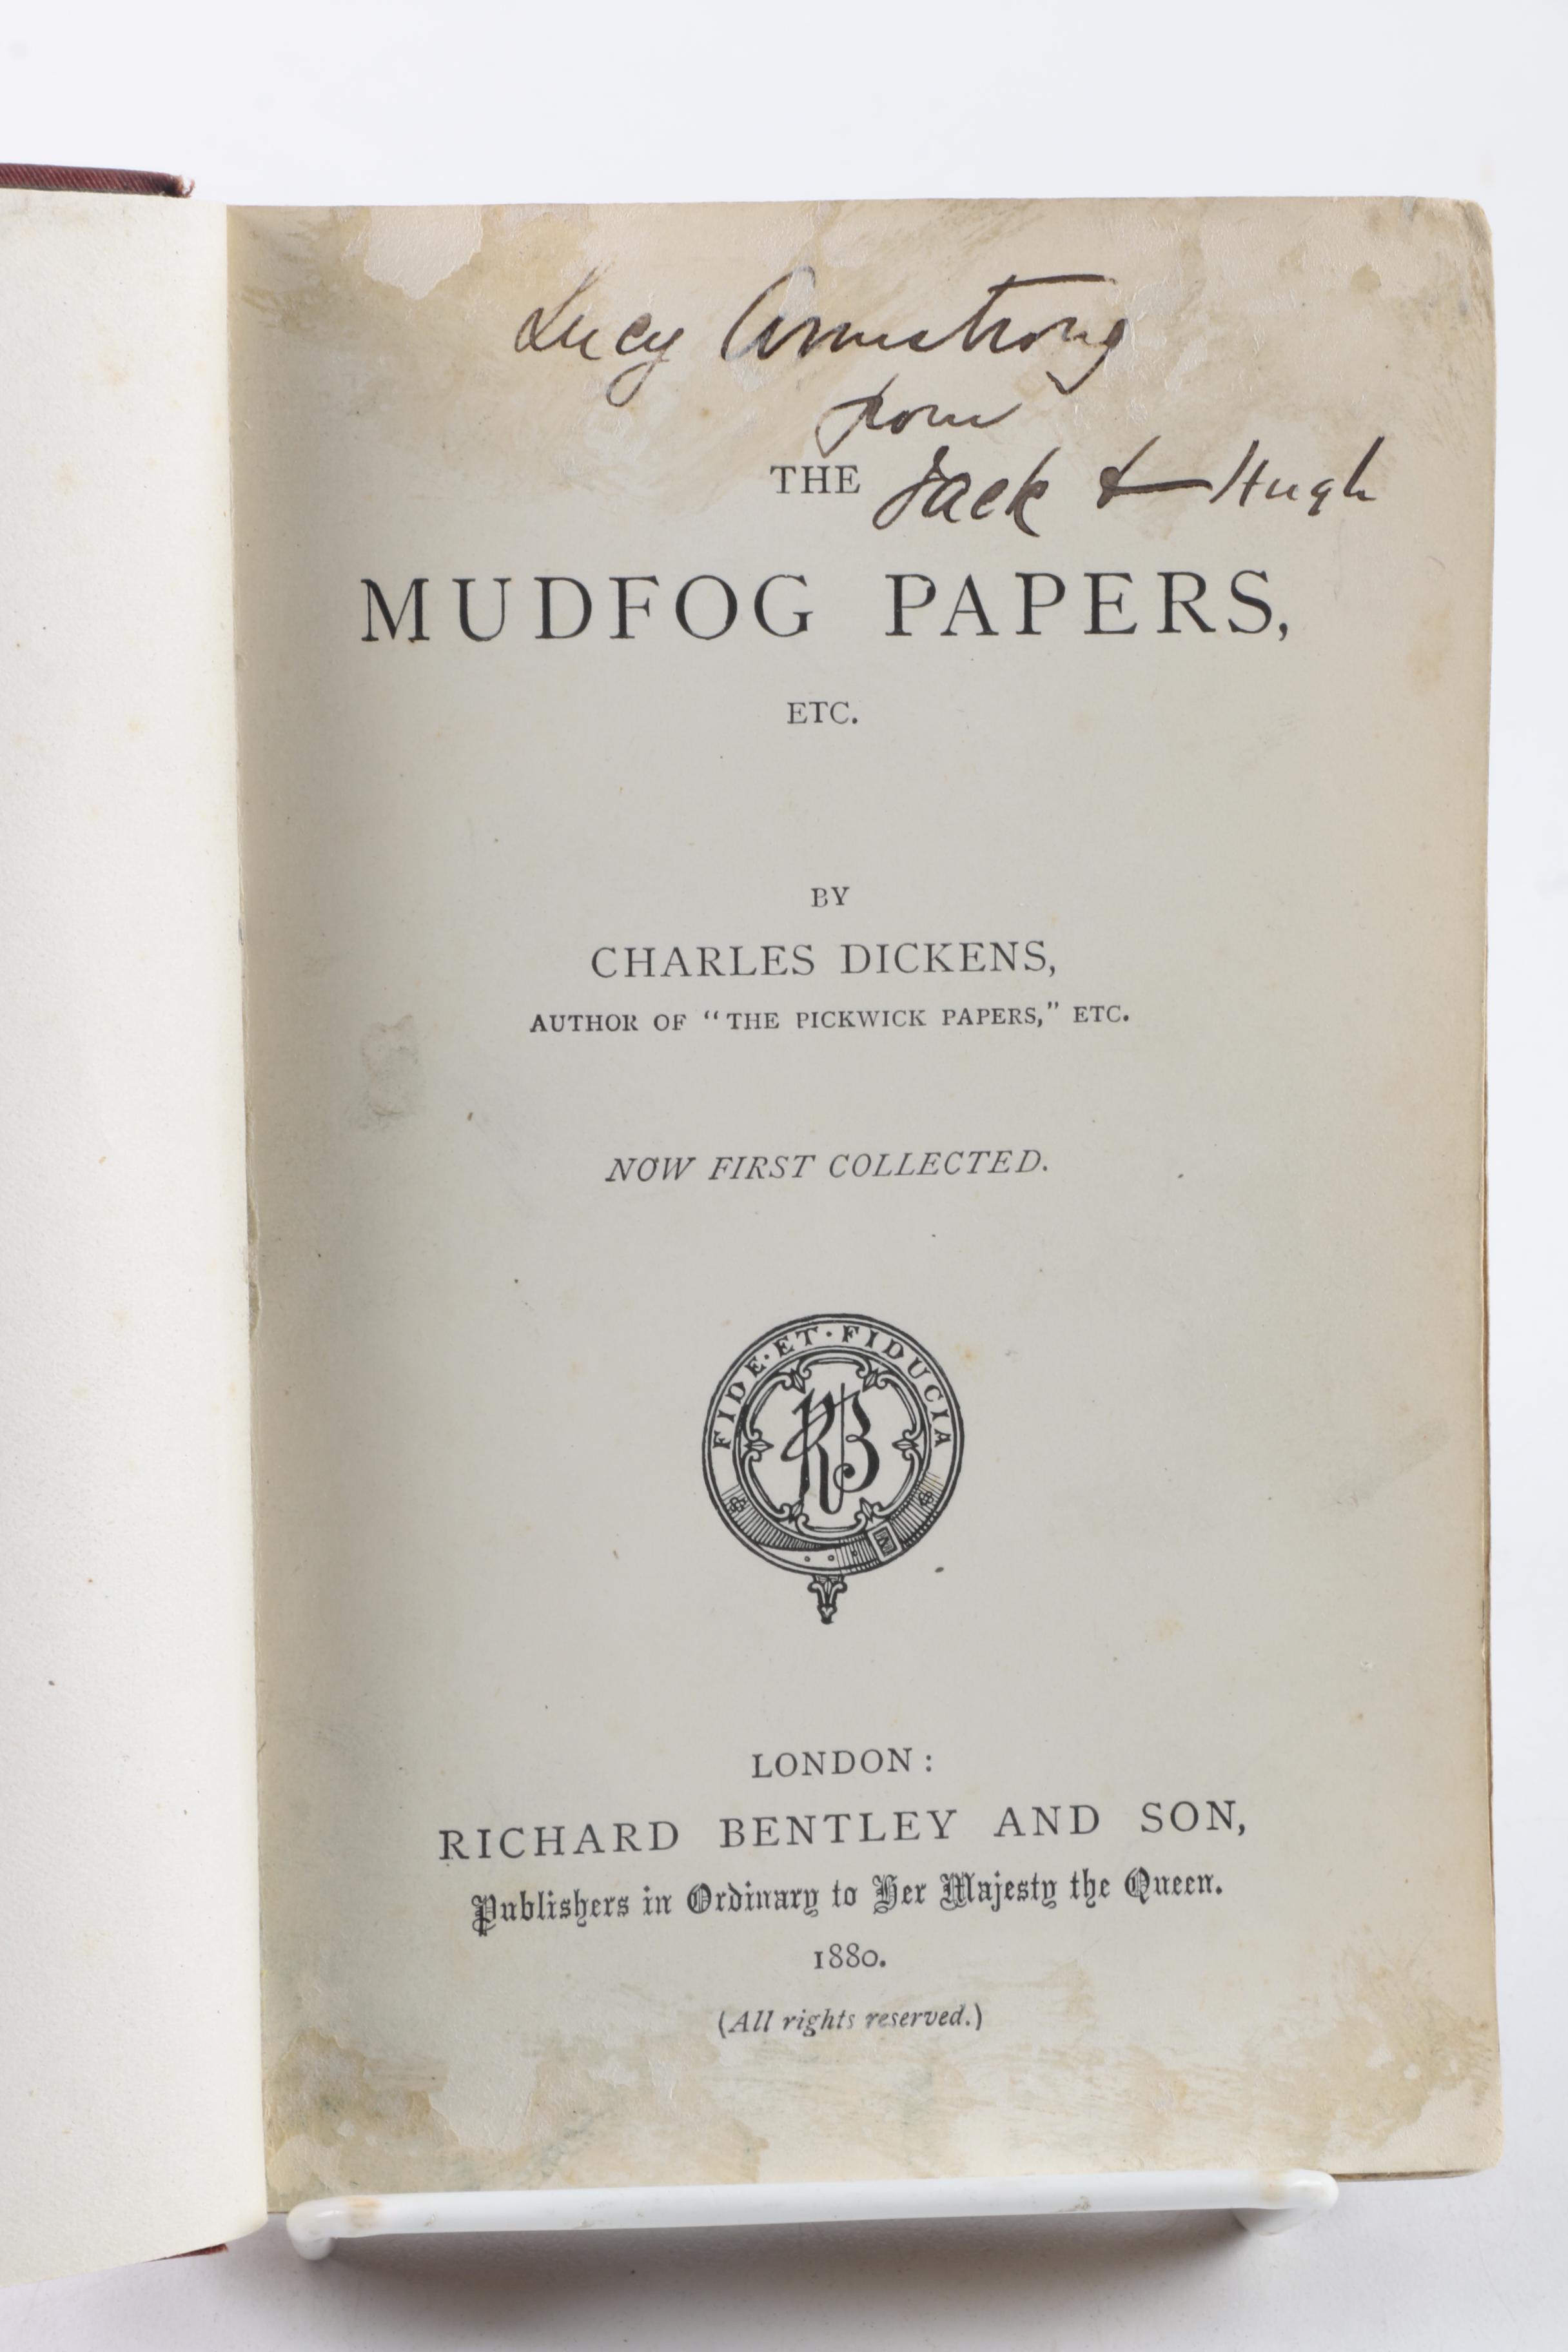 Lucy Armstrong
from
Jack & Hugh
THE
MUDFOG PAPERS,
ETC.
BY
CHARLES DICKENS,
AUTHOR OF “THE PICKWICK PAPERS,” ETC.
NOW FIRST COLLECTED.
FIDE·ET·FIDUCIA
RB
LONDON:
RICHARD BENTLEY AND SON,
Publishers in Ordinary to Her Majesty the Queen.
1880.
(All rights reserved.)